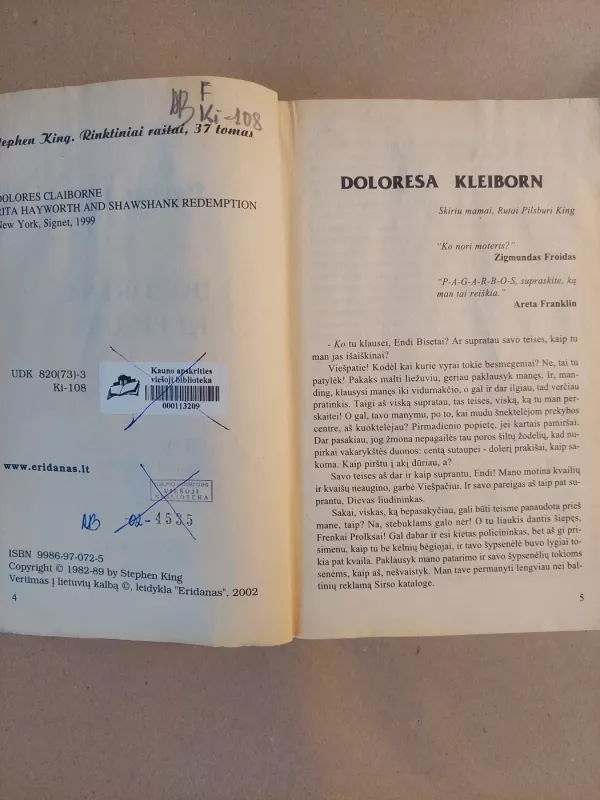 AB F
Ki-108
tephen King. Rinktiniai raštai, 37 tomas
DOLORES CLAIBORNE
RITA HAYWORTH AND SHAWSHANK REDEMPTION
New York, Signet, 1999
UDK 820(73)-3
Ki-108
Kauno apskrities
viešoji biblioteka
000113209
www.eridanas.lt
VIEŠOJI
BIBLIOTEKA
AB 02-4535
ISBN 9986-97-072-5
Copyright © 1982-89 by Stephen King
Vertimas į lietuvių kalbą ©, leidykla "Eridanas", 2002
4
DOLORESA KLEIBORN
Skiriu mamai, Rutai Pilsburi King
"Ko nori moteris?"
Zigmundas Froidas
"P-A-G-A-R-B-O-S, supraskite, ką
man tai reiškia."
Areta Franklin
- Ko tu klausei, Endi Bisetai? Ar supratau savo teises, kaip tu
man jas išaiškinai?
Viešpatie! Kodėl kai kurie vyrai tokie besmegeniai? Ne, tai tu
patylėk! Pakaks malti liežuviu, geriau paklausyk manęs. Ir, man-
ding, klausysi manęs iki vidurnakčio, o gal ir dar ilgiau, tad verčiau
pratinkis. Taigi aš viską supratau, tas teises, viską, ką tu man per-
skaitei! O gal, tavo manymu, po to, kai mudu šnektelėjom prekybos
centre, aš kuoktelėjau? Pirmadienio popietę, jei kartais pamiršai.
Dar pasakiau, jog žmona nepagailės tau poros šiltų žodelių, kad nu-
pirkai vakarykštės duonos: centą sutaupei - dolerį prakišai, kaip sa-
koma. Kaip pirštu į akį dūriau, a?
Savo teises aš dar ir kaip suprantu, Endi! Mano motina kvailių
ir kvaišų neaugino, garbė Viešpačiui. Ir savo pareigas aš taip pat su-
prantu, Dievas liudininkas.
Sakai, viskas, ką bepasakyčiau, gali būti teisme panaudota prieš
mane, taip? Na, stebuklams galo nėr! O tu liaukis dantis šiepęs,
Frenkai Prolksai! Gal dabar ir esi kietas policininkas, bet aš gi pri-
simenu, kaip tu be kelnių bėgiojai, ir tavo šypsenėlė buvo lygiai to-
kia pat kvaila. Paklausyk mano patarimo ir savo šypsenėlių tokioms
senėms, kaip aš, nešvaistyk. Man tave permanyti lengviau nei bal-
tinių reklamą Sirso kataloge.
5